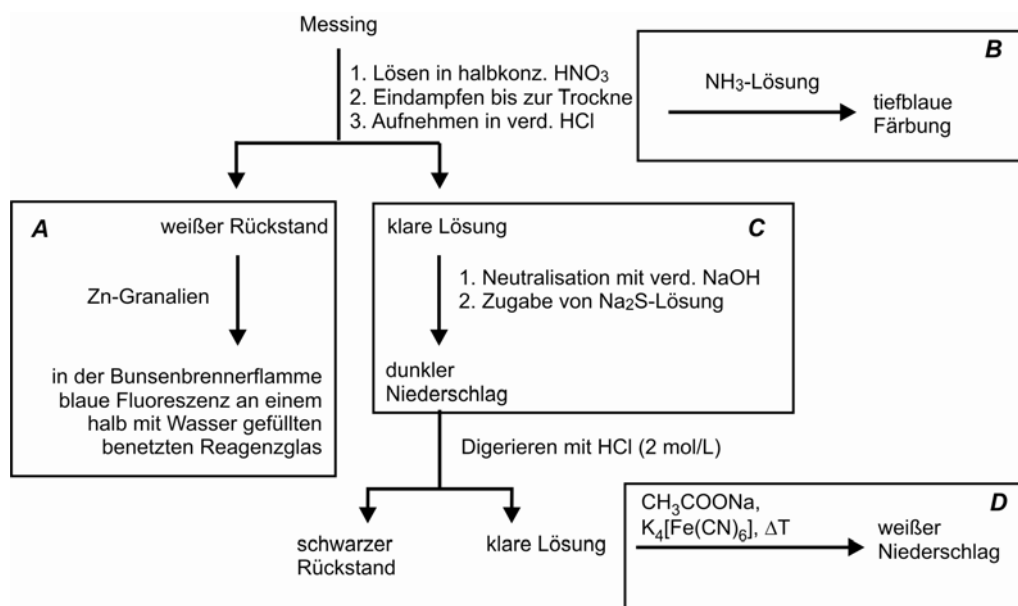 Messing
1. Lösen in halbkonz. HNO₃
2. Eindampfen bis zur Trockne
3. Aufnehmen in verd. HCl
B
NH₃-Lösung
tiefblaue
Färbung
A
weißer Rückstand
Zn-Granalien
in der Bunsenbrennerflamme
blaue Fluoreszenz an einem
halb mit Wasser gefüllten
benetzten Reagenzglas
klare Lösung
C
1. Neutralisation mit verd. NaOH
2. Zugabe von Na₂S-Lösung
dunkler
Niederschlag
Digerieren mit HCl (2 mol/L)
schwarzer
Rückstand
klare Lösung
CH₃COONa,
K₄[Fe(CN)₆], ΔT
D
weißer
Niederschlag